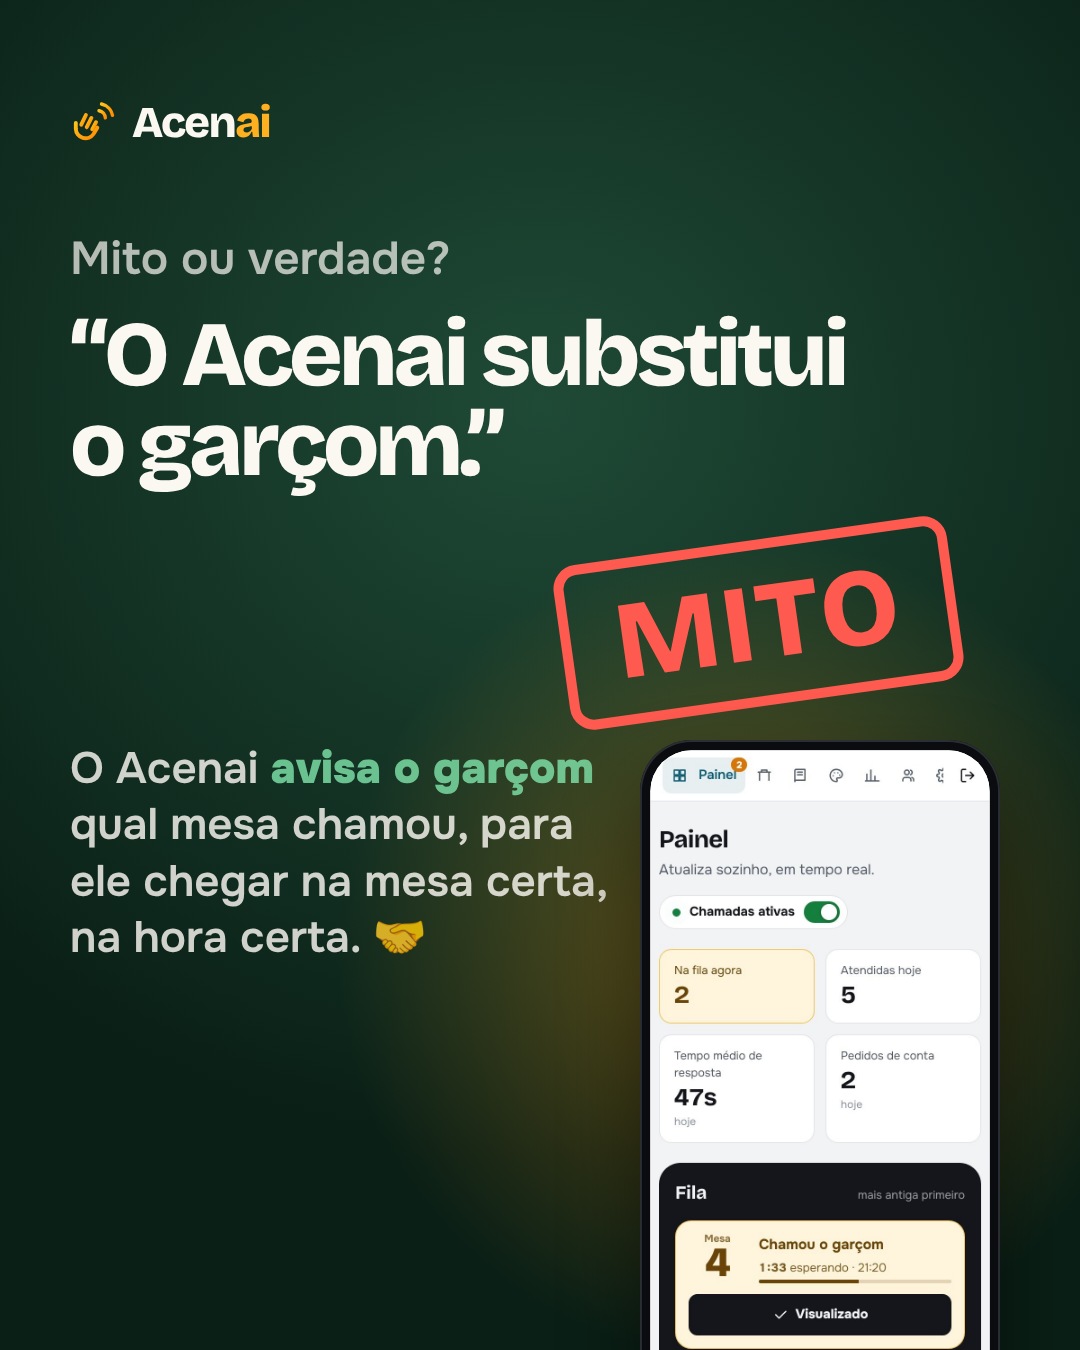 Acenai
Mito ou verdade?
“O Acenai substitui
o garçom.”
MITO
O Acenai avisa o garçom
qual mesa chamou, para
ele chegar na mesa certa,
na hora certa. 🤝
Painel
2
Painel
Atualiza sozinho, em tempo real.
Chamadas ativas
Na fila agora
2
Atendidas hoje
5
Tempo médio de
resposta
47s
hoje
Pedidos de conta
2
hoje
Fila
mais antiga primeiro
Mesa
4
Chamou o garçom
1:33 esperando · 21:20
Visualizado